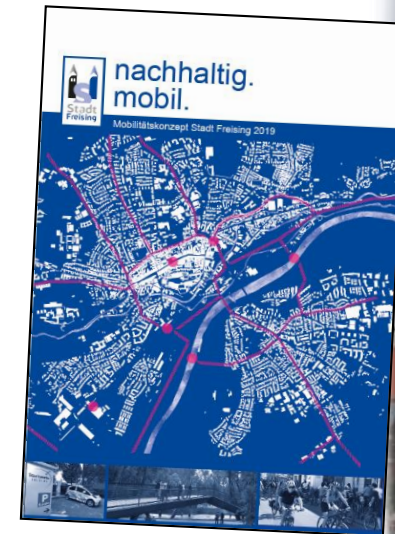 nachhaltig.
mobil.
Stadt
Freising
Mobilitätskonzept Stadt Freising 2019
P